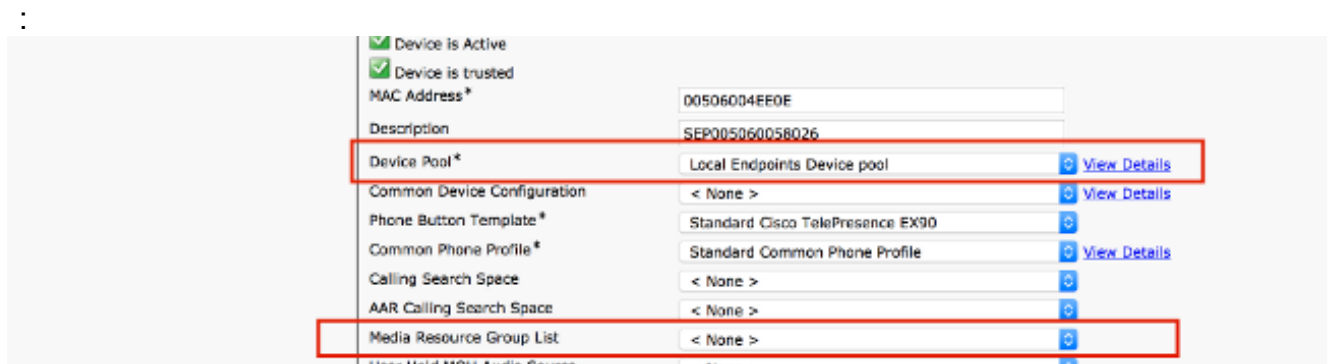 :
Device is Active
Device is trusted
MAC Address* 00506004EE0E
Description SEP005060058026
Device Pool* Local Endpoints Device pool View Details
Common Device Configuration < None > View Details
Phone Button Template* Standard Cisco TelePresence EX90
Common Phone Profile* Standard Common Phone Profile View Details
Calling Search Space < None >
AAR Calling Search Space < None >
Media Resource Group List < None >